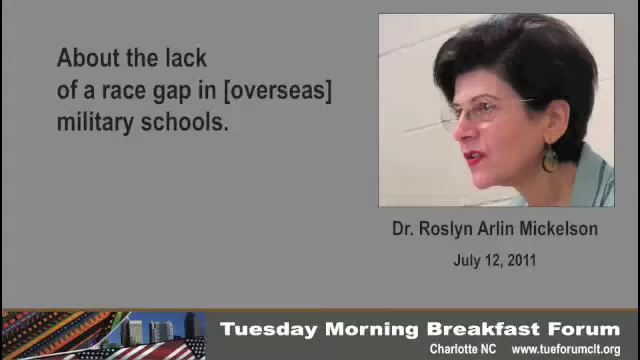 About the lack
of a race gap in [overseas]
military schools.
Dr. Roslyn Arlin Mickelson
July 12, 2011
Tuesday Morning Breakfast Forum
Charlotte NC www.tueforumclt.org